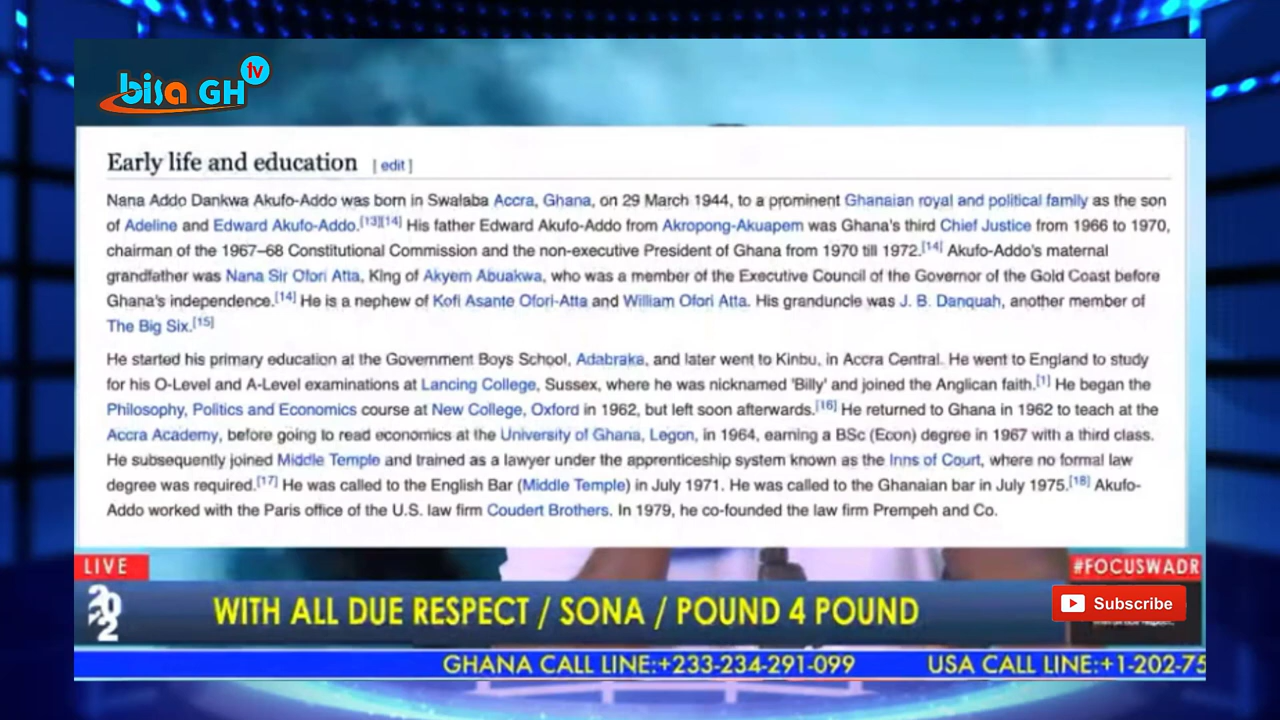 bisa GH tv
Early life and education [ edit ]
Nana Addo Dankwa Akufo-Addo was born in Swalaba Accra, Ghana, on 29 March 1944, to a prominent Ghanaian royal and political family as the son
of Adeline and Edward Akufo-Addo.[13][14] His father Edward Akufo-Addo from Akropong-Akuapem was Ghana's third Chief Justice from 1966 to 1970,
chairman of the 1967–68 Constitutional Commission and the non-executive President of Ghana from 1970 till 1972.[14] Akufo-Addo's maternal
grandfather was Nana Sir Ofori Atta, King of Akyem Abuakwa, who was a member of the Executive Council of the Governor of the Gold Coast before
Ghana's independence.[14] He is a nephew of Kofi Asante Ofori-Atta and William Ofori Atta. His granduncle was J. B. Danquah, another member of
The Big Six.[15]
He started his primary education at the Government Boys School, Adabraka, and later went to Kinbu, in Accra Central. He went to England to study
for his O-Level and A-Level examinations at Lancing College, Sussex, where he was nicknamed 'Billy' and joined the Anglican faith.[1] He began the
Philosophy, Politics and Economics course at New College, Oxford in 1962, but left soon afterwards.[16] He returned to Ghana in 1962 to teach at the
Accra Academy, before going to read economics at the University of Ghana, Legon, in 1964, earning a BSc (Econ) degree in 1967 with a third class.
He subsequently joined Middle Temple and trained as a lawyer under the apprenticeship system known as the Inns of Court, where no formal law
degree was required.[17] He was called to the English Bar (Middle Temple) in July 1971. He was called to the Ghanaian bar in July 1975.[18] Akufo-
Addo worked with the Paris office of the U.S. law firm Coudert Brothers. In 1979, he co-founded the law firm Prempeh and Co.
LIVE
#FOCUSWADR
2022
WITH ALL DUE RESPECT / SONA / POUND 4 POUND
Subscribe
GHANA CALL LINE:+233-234-291-099 USA CALL LINE:+1-202-75